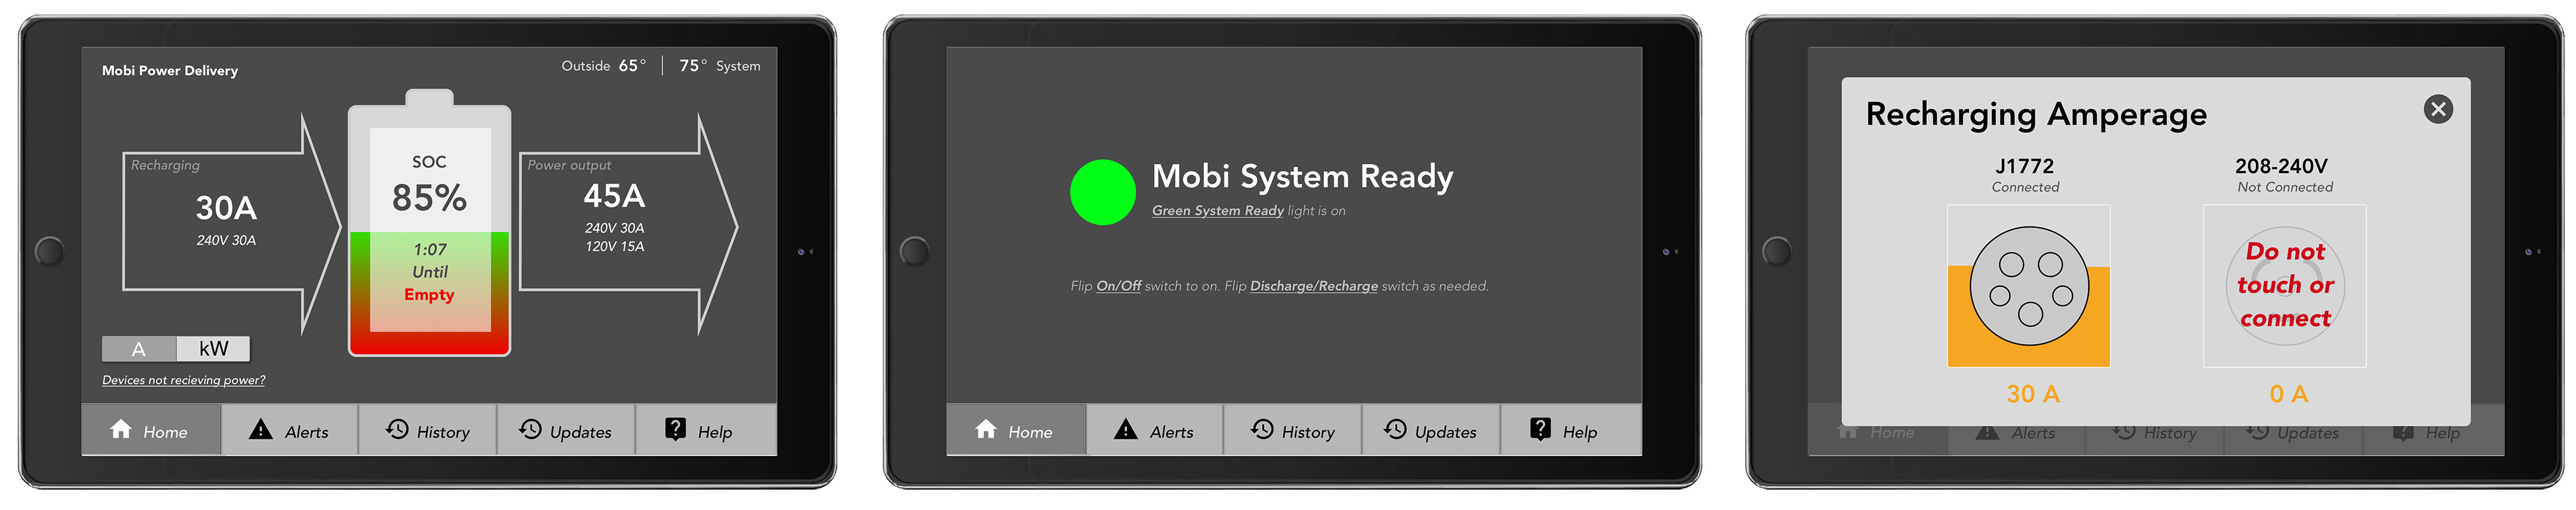 Mobi Power Delivery
Outside 65° | 75° System
Recharging
30A
240V 30A
SOC
85%
1:07
Until
Empty
Power output
45A
240V 30A
120V 15A
A kW
Devices not recieving power?
Home Alerts History Updates Help
Mobi System Ready
Green System Ready light is on
Flip On/Off switch to on. Flip Discharge/Recharge switch as needed.
Home Alerts History Updates Help
Recharging Amperage
J1772
Connected
30 A
208-240V
Not Connected
Do not
touch or
connect
0 A
Home Alerts History Updates Help